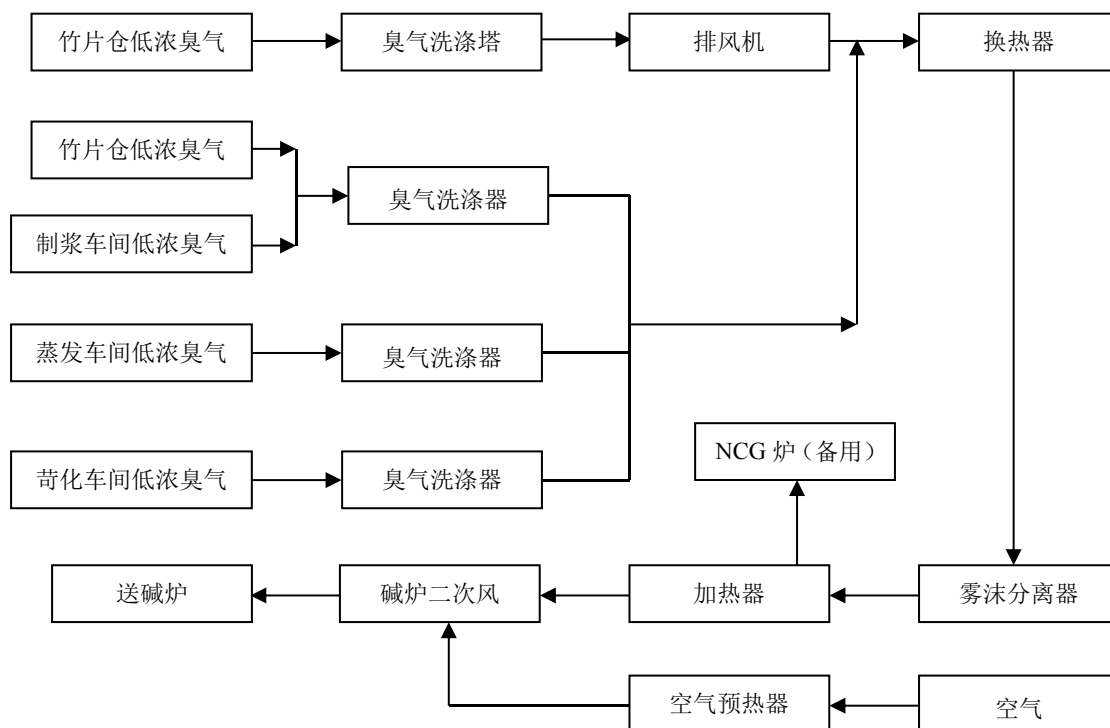 竹片仓低浓臭气
臭气洗涤塔
排风机
换热器
竹片仓低浓臭气
臭气洗涤器
制浆车间低浓臭气
蒸发车间低浓臭气
臭气洗涤器
NCG 炉（备用）
苛化车间低浓臭气
臭气洗涤器
送碱炉
碱炉二次风
加热器
雾沫分离器
空气预热器
空气